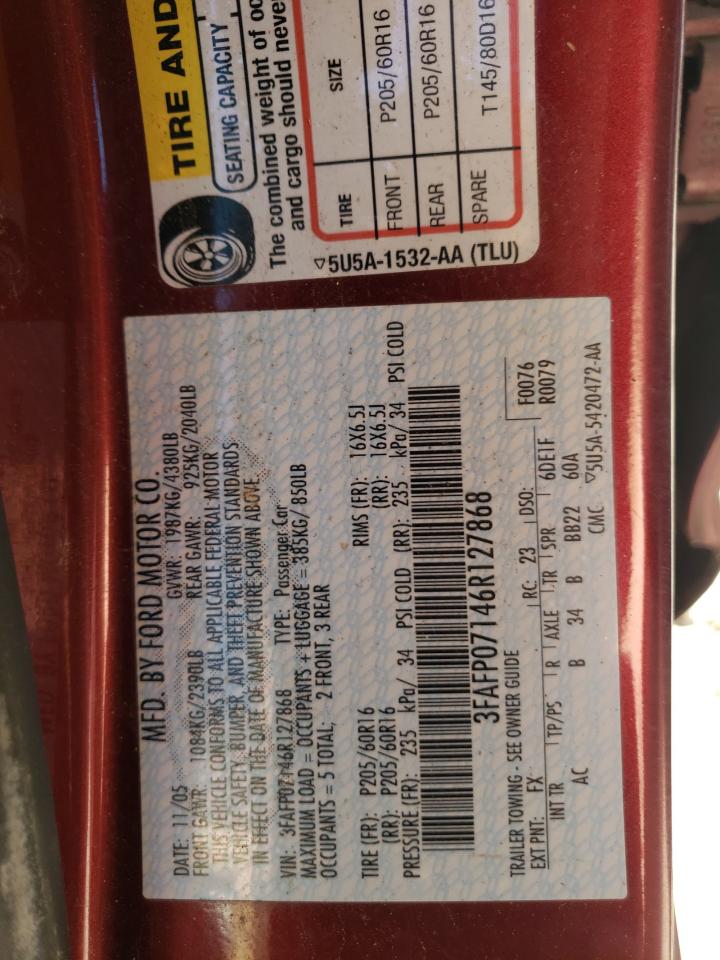 TIRE AND
SEATING CAPACITY
The combined weight of oc
and cargo should neve
TIRE SIZE
FRONT P205/60R16
REAR P205/60R16
SPARE T145/80D16
5U5A-1532-AA (TLU)
MFD. BY FORD MOTOR CO.
DATE: 11/05 GVWR: 1987KG/4380LB
FRONT GAWR: 1084KG/2390LB REAR GAWR: 925KG/2040LB
THIS VEHICLE CONFORMS TO ALL APPLICABLE FEDERAL MOTOR
VEHICLE SAFETY, BUMPER, AND THEFT PREVENTION STANDARDS
IN EFFECT ON THE DATE OF MANUFACTURE SHOWN ABOVE.
VIN: 3FAFP07146R127868 TYPE: Passenger Car
MAXIMUM LOAD = OCCUPANTS + LUGGAGE = 385KG/ 850LB
OCCUPANTS = 5 TOTAL; 2 FRONT, 3 REAR
TIRE (FR): P205/60R16 RIMS (FR): 16X6.5J
(RR): P205/60R16 (RR): 16X6.5J
PRESSURE (FR): 235 kPa/ 34 PSI COLD (RR): 235 kPa/ 34 PSI COLD
3FAFP07146R127868
TRAILER TOWING - SEE OWNER GUIDE F0076
EXT PNT: FX RC: 23 DSO: R0079
INT TR TP/PS R AXLE TR SPR 6DE1F
AC B 34 B BB22 60A
CMC 5U5A-5420472-AA